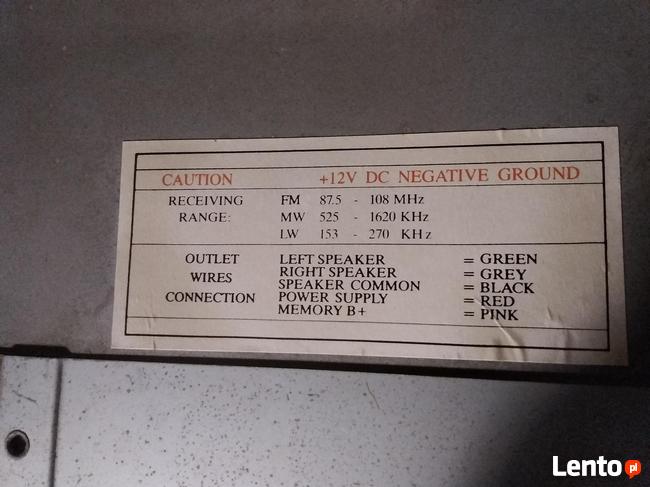 CAUTION +12V DC NEGATIVE GROUND
RECEIVING FM 87.5 - 108 MHz
RANGE: MW 525 - 1620 KHz
LW 153 - 270 KHz
OUTLET LEFT SPEAKER = GREEN
WIRES RIGHT SPEAKER = GREY
SPEAKER COMMON = BLACK
CONNECTION POWER SUPPLY = RED
MEMORY B+ = PINK
Lento pl